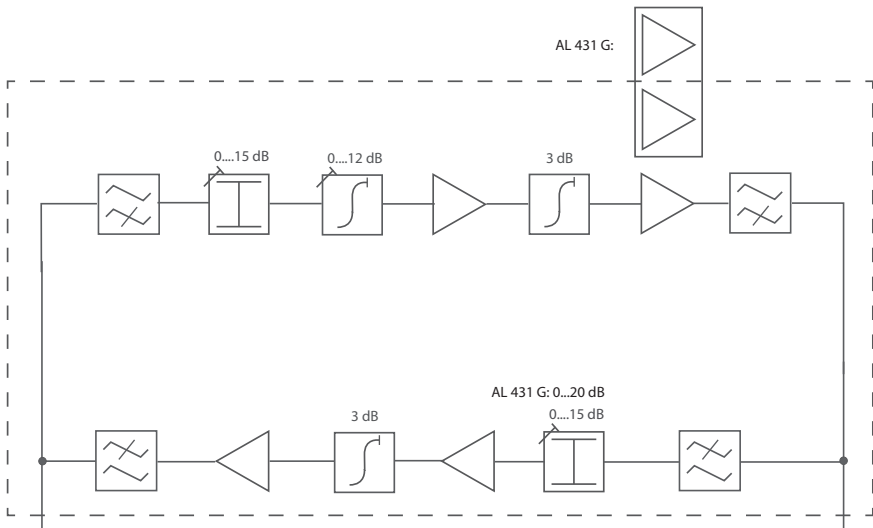 AL 431 G:
0....15 dB
0....12 dB
3 dB
AL 431 G: 0...20 dB
3 dB
0....15 dB